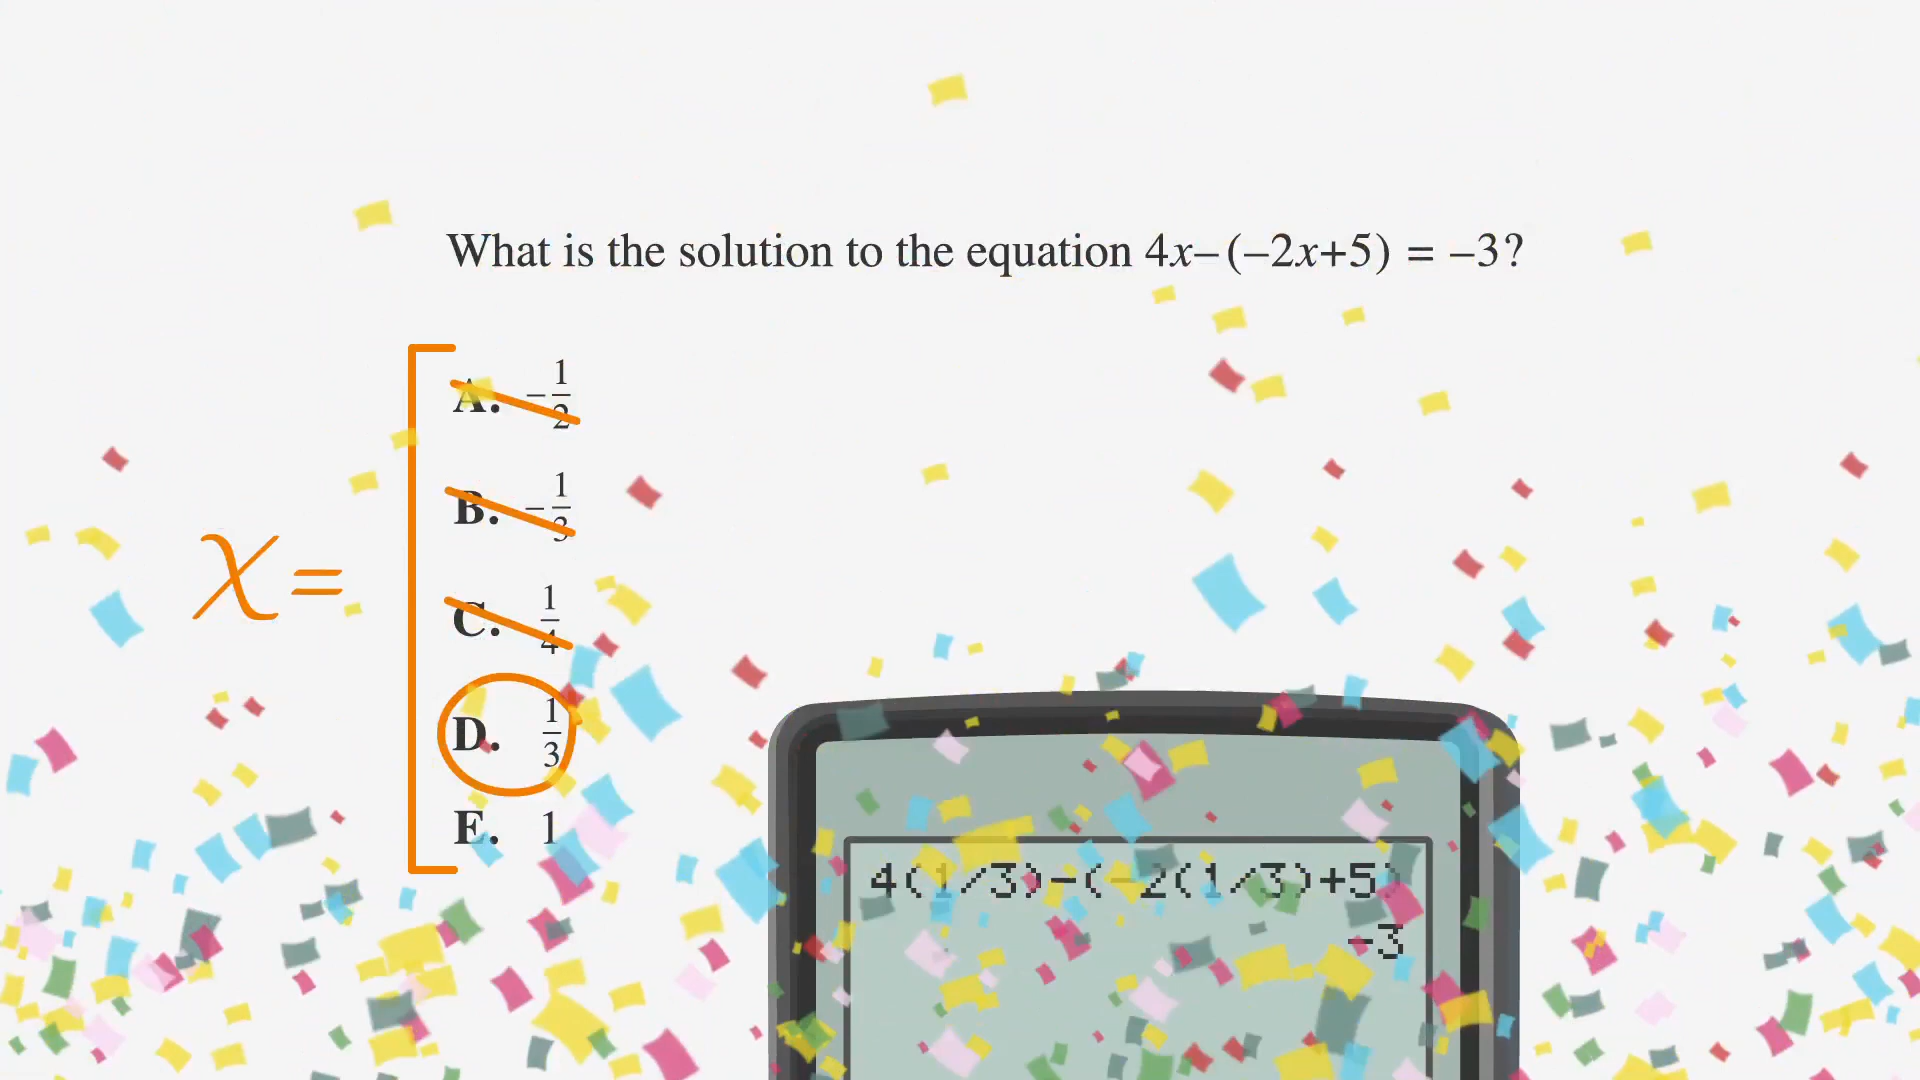 What is the solution to the equation 4x–(–2x+5) = –3?
A. –1/2
B. –1/3
C. 1/4
x=
D. 1/3
E. 1
4(1/3)-(-2(1/3)+5)
-3